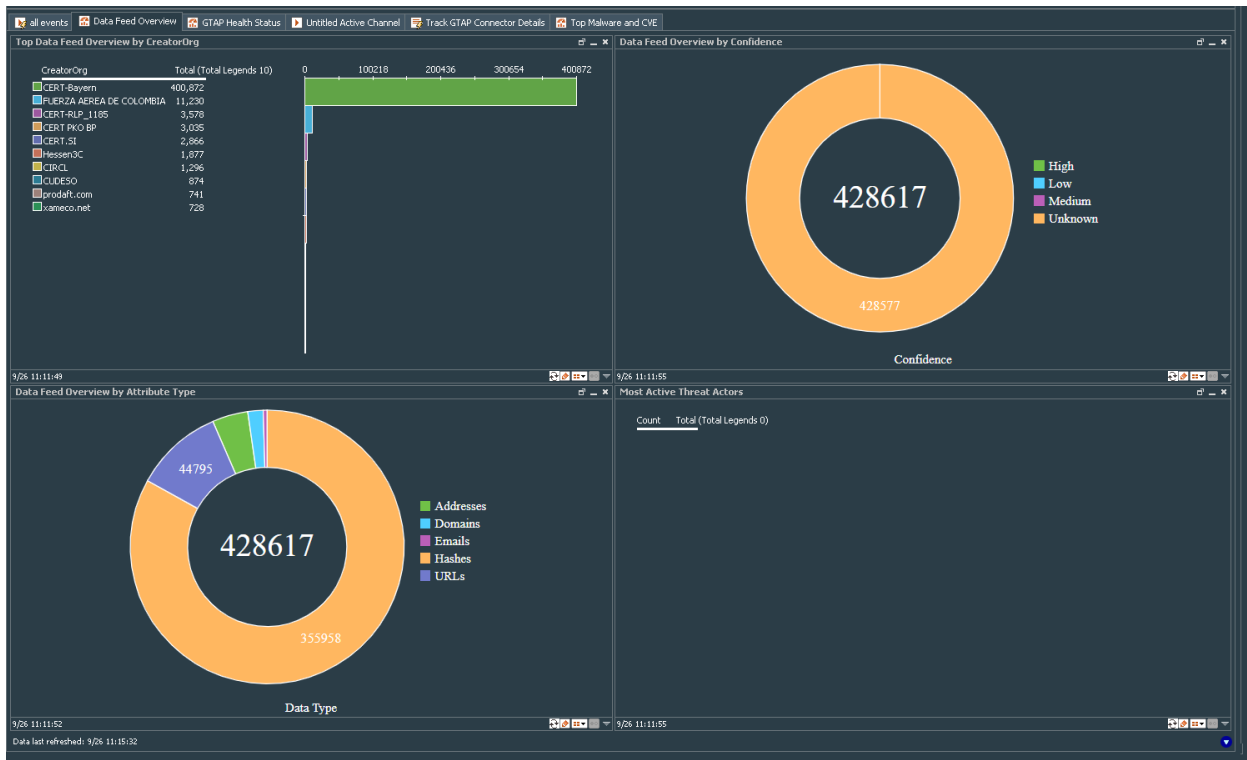 all events Data Feed Overview GTAP Health Status Untitled Active Channel Track GTAP Connector Details Top Malware and CVE
Top Data Feed Overview by CreatorOrg
CreatorOrg Total (Total Legends 10) 0 100218 200436 300654 400872
CERT-Bayern 400,872
FUERZA AEREA DE COLOMBIA 11,230
CERT-RLP_1185 3,578
CERT PKO BP 3,035
CERT.SI 2,866
Hessen3C 1,877
CIRCL 1,296
CUDESO 874
prodaft.com 741
xameco.net 728
9/26 11:11:49
Data Feed Overview by Confidence
428617
428577
High
Low
Medium
Unknown
Confidence
9/26 11:11:55
Data Feed Overview by Attribute Type
44795
428617
355958
Addresses
Domains
Emails
Hashes
URLs
Data Type
9/26 11:11:52
Most Active Threat Actors
Count Total (Total Legends 0)
9/26 11:11:55
Data last refreshed: 9/26 11:15:32